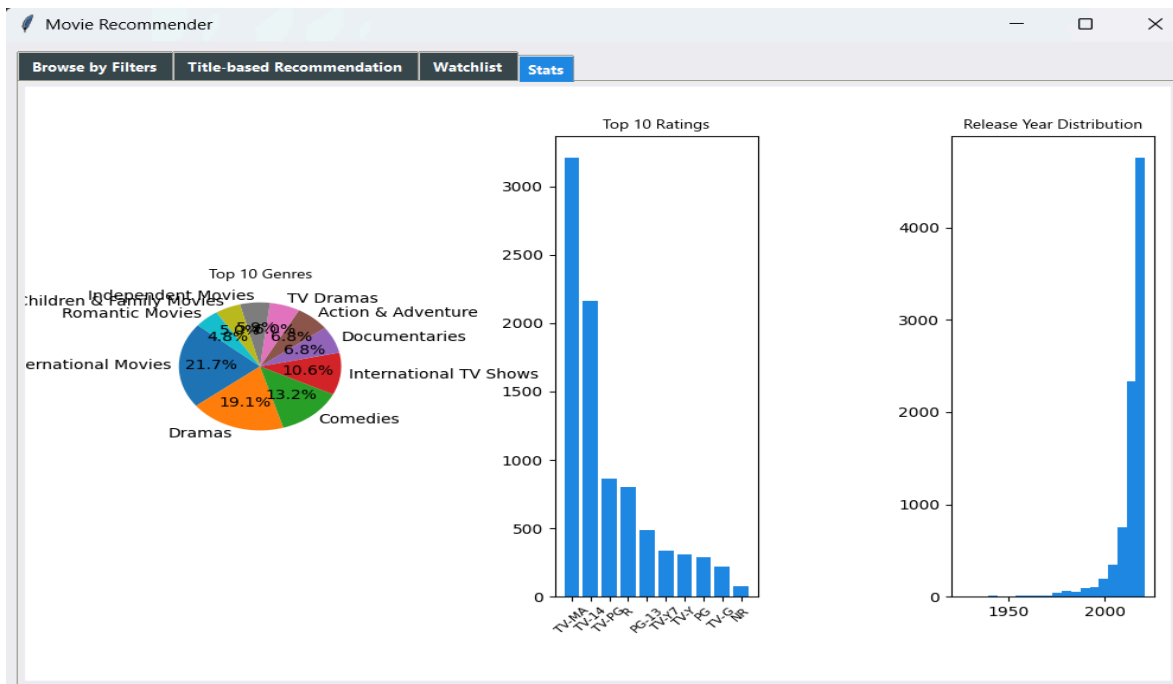 Movie Recommender
Browse by Filters
Title-based Recommendation
Watchlist
Stats
Top 10 Genres
Independent Movies
Children & Family Movies
Romantic Movies
ernational Movies
Dramas
Comedies
International TV Shows
Documentaries
Action & Adventure
TV Dramas
4.8%
21.7%
19.1%
13.2%
10.6%
6.8%
6.8%
Top 10 Ratings
3000
2500
2000
1500
1000
500
0
TV-MA
TV-14
TV-PG
R
PG-13
TV-Y7
TV-Y
PG
TV-G
NR
Release Year Distribution
4000
3000
2000
1000
0
1950
2000